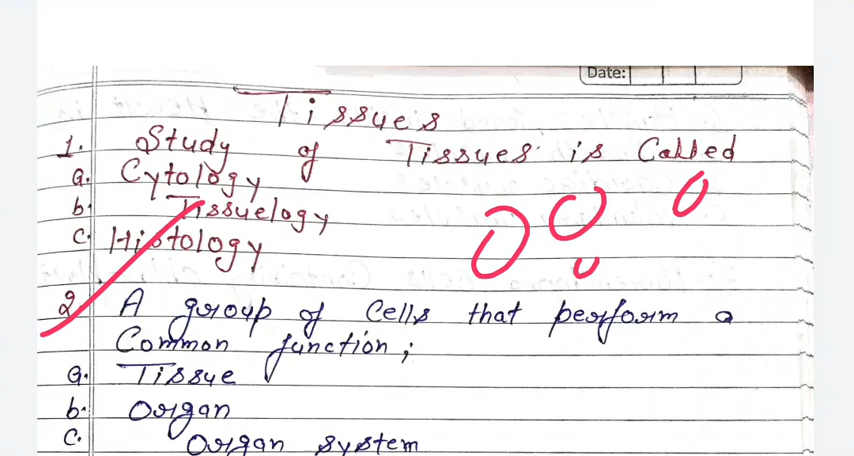 Date:
Tissues
1. Study of Tissues is Called
a. Cytology
b. Tissuelogy
c. Histology
2 A group of Cells that perform a
Common function;
a. Tissue
b. Organ
c. Organ system